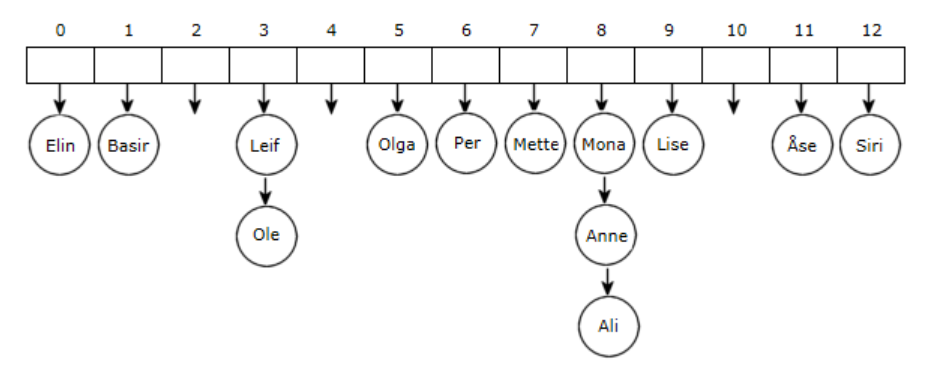 0 1 2 3 4 5 6 7 8 9 10 11 12
Elin Basir Leif Olga Per Mette Mona Lise Åse Siri
Ole Anne
Ali